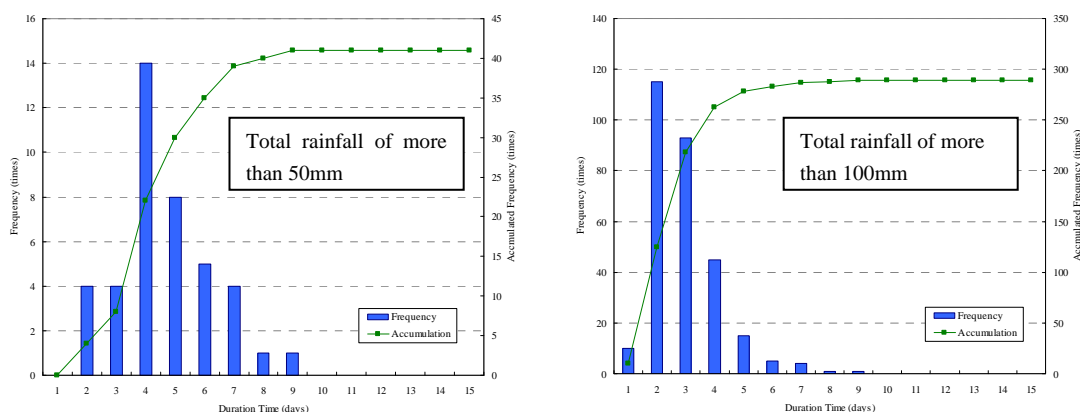 16
14
12
10
8
6
4
2
0
Frequency (times)
45
40
35
30
25
20
15
10
5
0
Accmulated Frequency (times)
Total rainfall of more
than 50mm
Frequency
Accumulation
1 2 3 4 5 6 7 8 9 10 11 12 13 14 15
Duration Time (days)
140
120
100
80
60
40
20
0
Frequency (times)
350
300
250
200
150
100
50
0
Accmulated Frequency (times)
Total rainfall of more
than 100mm
Frequency
Accumulation
1 2 3 4 5 6 7 8 9 10 11 12 13 14 15
Duration Time (days)